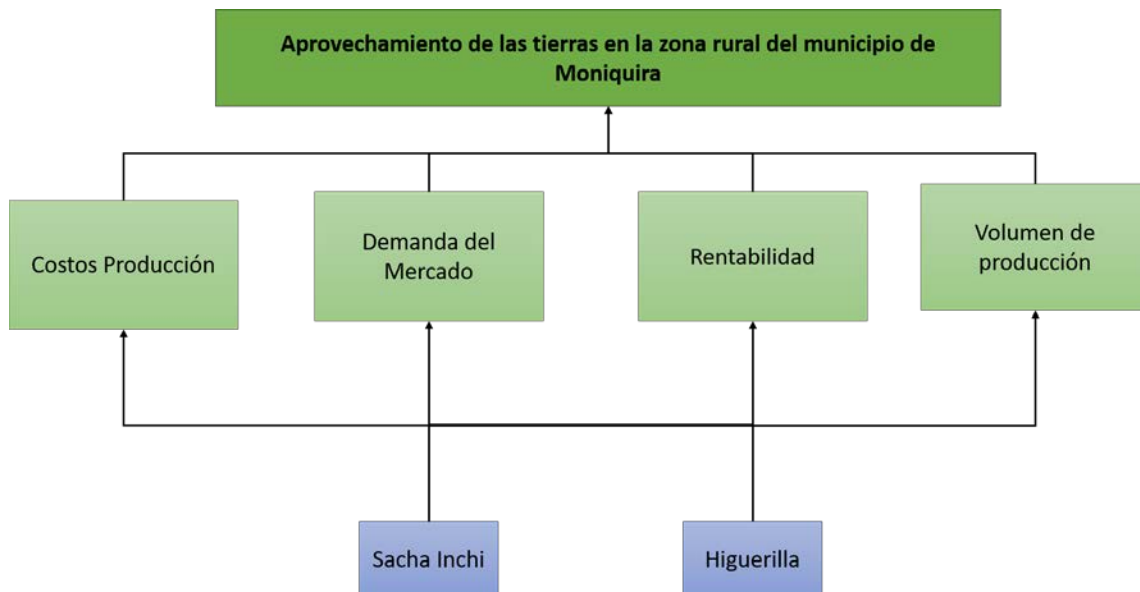 Aprovechamiento de las tierras en la zona rural del municipio de
Moniquira
Costos Producción
Demanda del
Mercado
Rentabilidad
Volumen de
producción
Sacha Inchi
Higuerilla